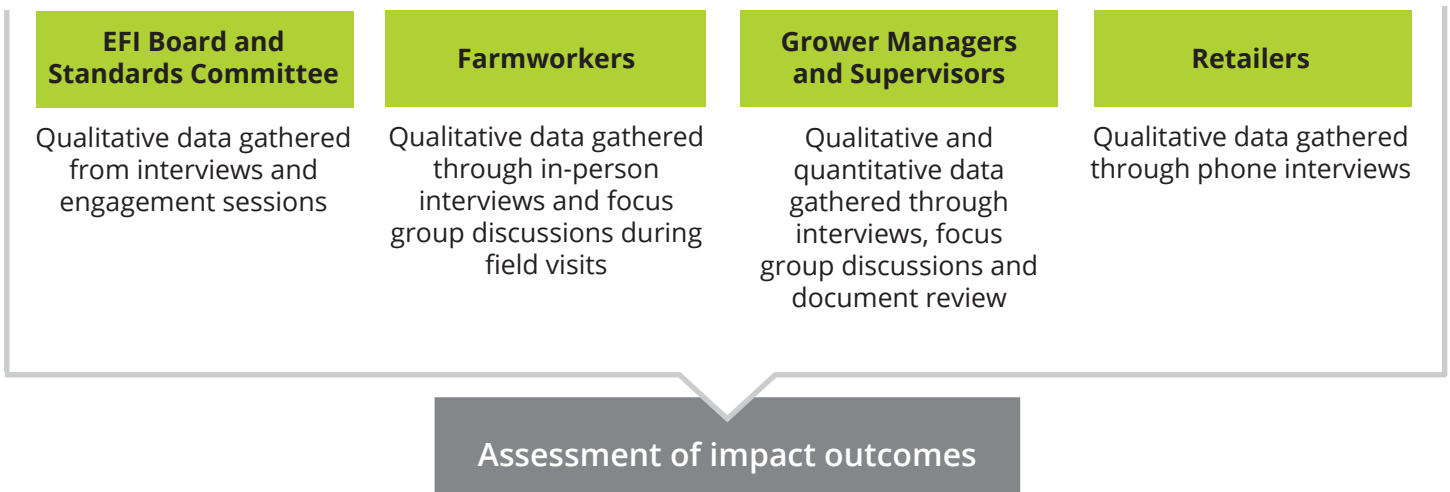 EFI Board and
Standards Committee
Qualitative data gathered
from interviews and
engagement sessions
Farmworkers
Qualitative data gathered
through in-person
interviews and focus
group discussions during
field visits
Grower Managers
and Supervisors
Qualitative and
quantitative data
gathered through
interviews, focus
group discussions and
document review
Retailers
Qualitative data gathered
through phone interviews
Assessment of impact outcomes